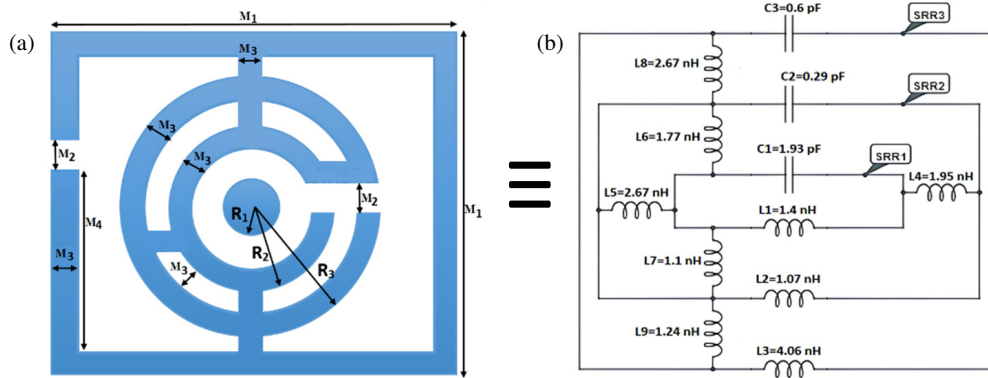 (a)
M₁
M₃
M₃
M₃
M₂
M₂
M₁
M₄
R₁
M₃
R₂
R₃
M₃
(b)
C3=0.6 pF
SRR3
L8=2.67 nH
C2=0.29 pF
SRR2
L6=1.77 nH
C1=1.93 pF
SRR1
L5=2.67 nH
L4=1.95 nH
L1=1.4 nH
L7=1.1 nH
L2=1.07 nH
L9=1.24 nH
L3=4.06 nH